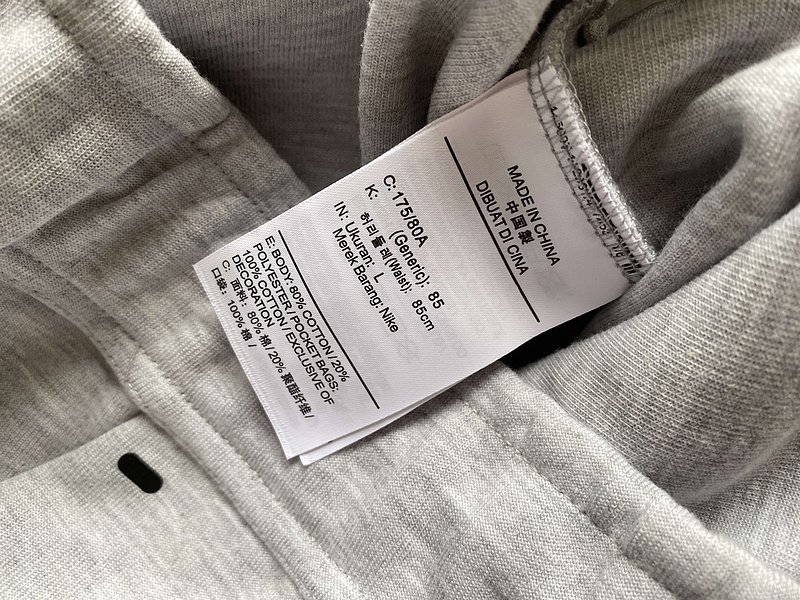 MADE IN CHINA
中国製
DIBUAT DI CINA
C: 175/80A
(Generic): 85
K: 허리둘레(Waist): 85cm
IN: Ukuran: L
Merek Barang: Nike
E: BODY: 80% COTTON / 20%
POLYESTER / POCKET BAGS:
100% COTTON / EXCLUSIVE OF
DECORATION
C: 面料: 80% 棉 / 20% 聚酯纤维 /
口袋: 100% 棉 /